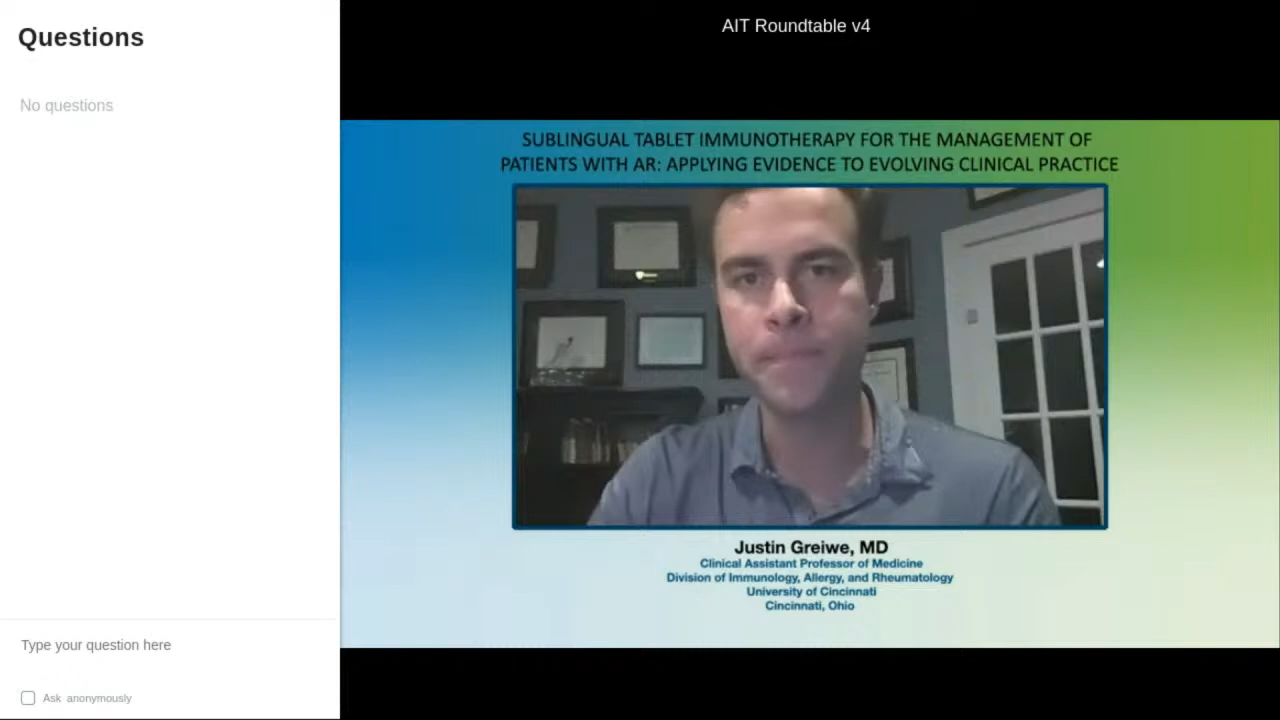 Questions
No questions
Type your question here
Ask anonymously
AIT Roundtable v4
SUBLINGUAL TABLET IMMUNOTHERAPY FOR THE MANAGEMENT OF
PATIENTS WITH AR: APPLYING EVIDENCE TO EVOLVING CLINICAL PRACTICE
Justin Greiwe, MD
Clinical Assistant Professor of Medicine
Division of Immunology, Allergy, and Rheumatology
University of Cincinnati
Cincinnati, Ohio